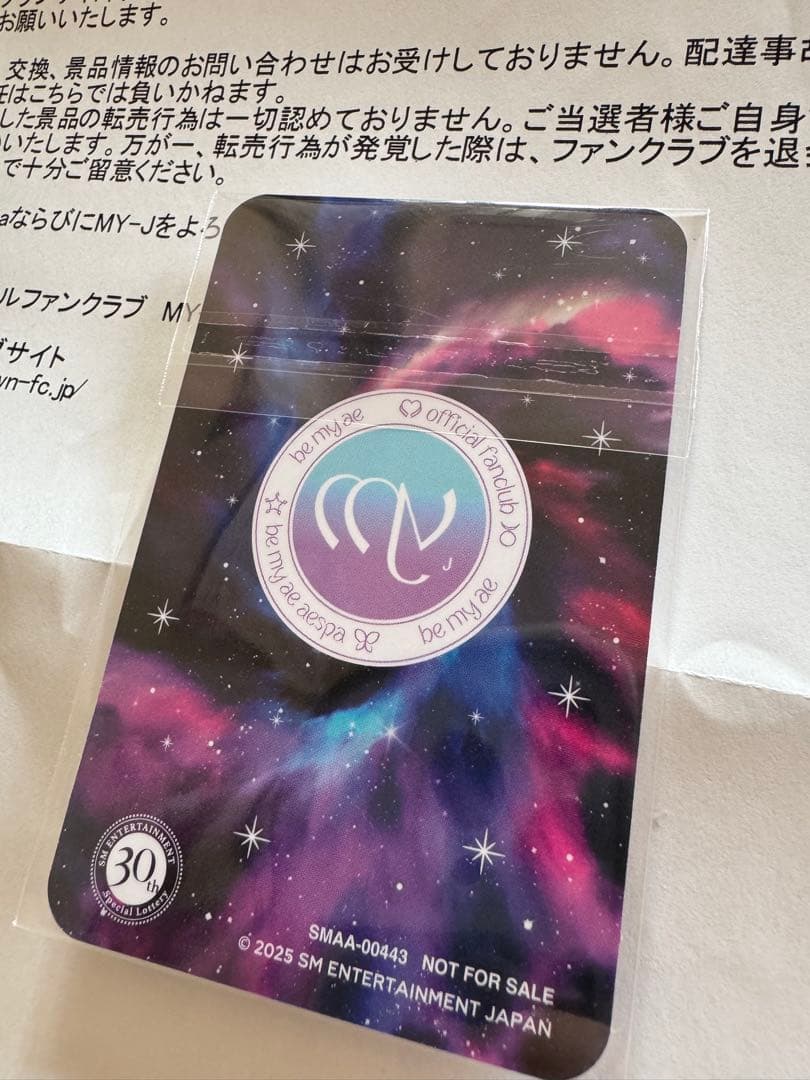 お願いいたします。
交換、景品情報のお問い合わせはお受けしておりません。配達事故
任はこちらでは負いかねます。
した景品の転売行為は一切認めておりません。ご当選者様ご自身
いたします。万が一、転売行為が発覚した際は、ファンクラブを退会
で十分ご留意ください。
aならびにMY-Jをよろ
ルファンクラブ MY
ブサイト
wn-fc.jp/
be my ae
official fanclub
be my ae aespa
be my ae
MY
J
SM ENTERTAINMENT
30th
Special Lottery
SMAA-00443 NOT FOR SALE
© 2025 SM ENTERTAINMENT JAPAN